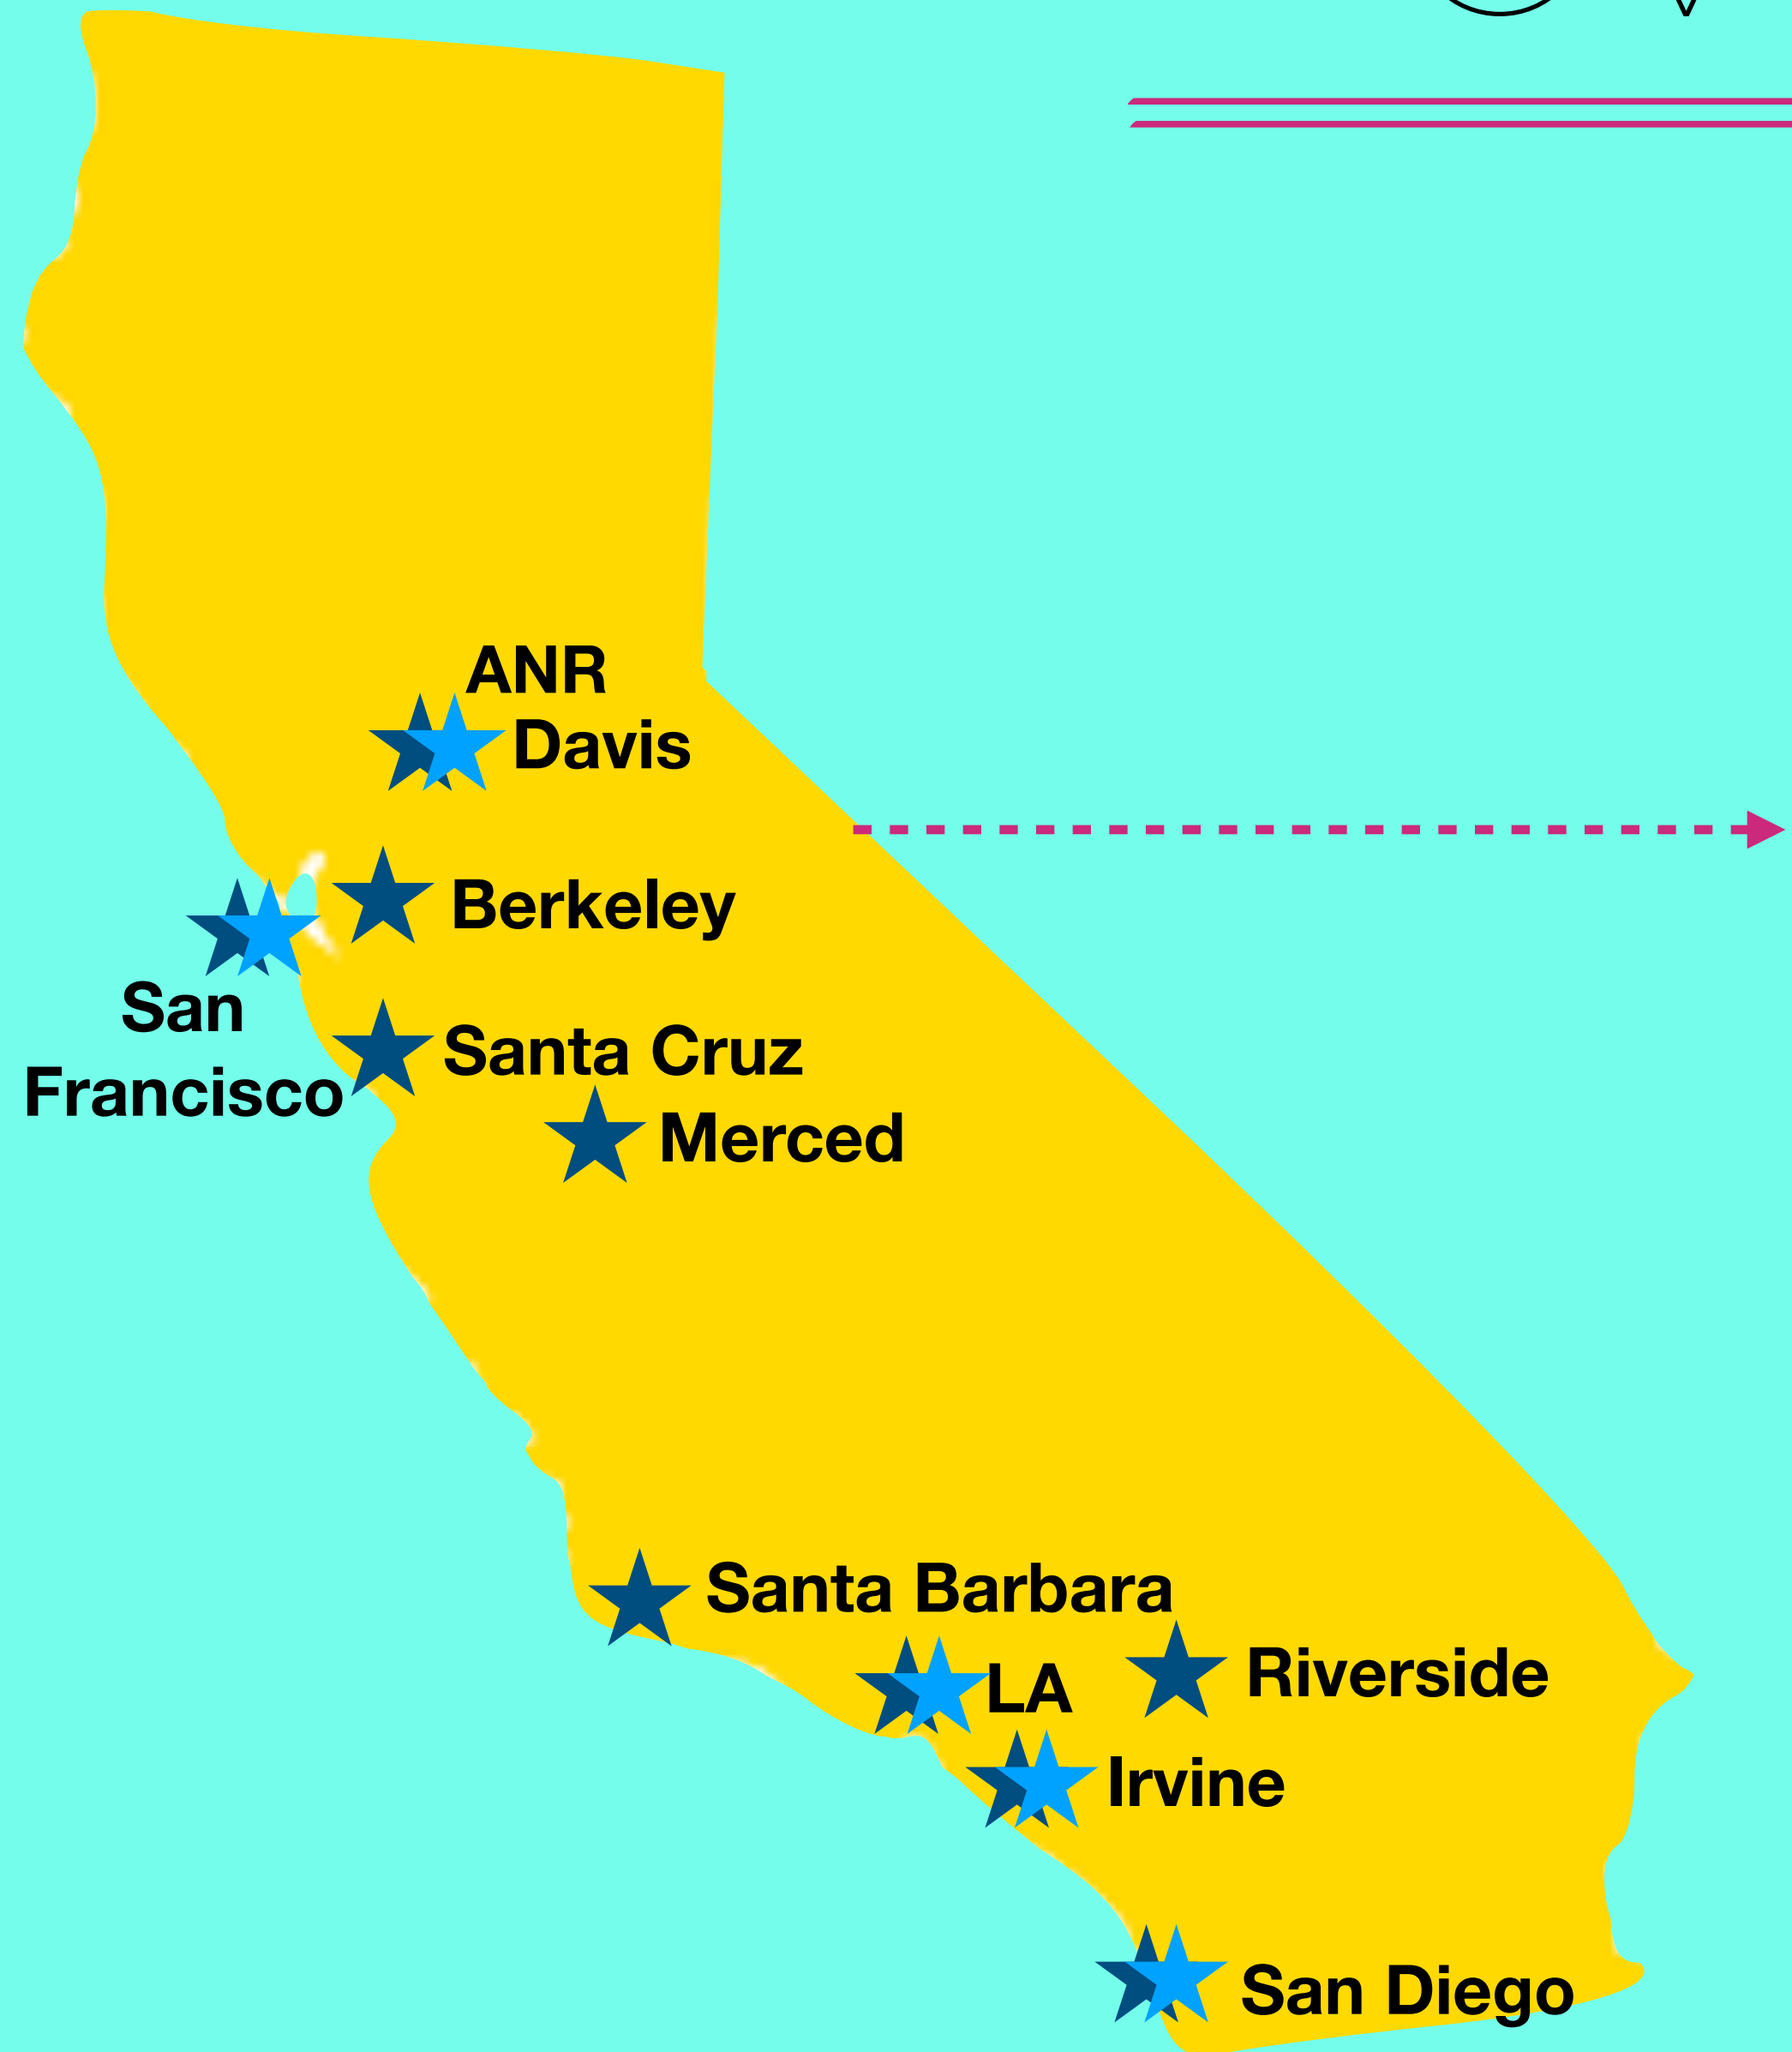 ANR
Davis
Berkeley
San
Francisco
Santa Cruz
Merced
Santa Barbara
LA
Riverside
Irvine
San Diego